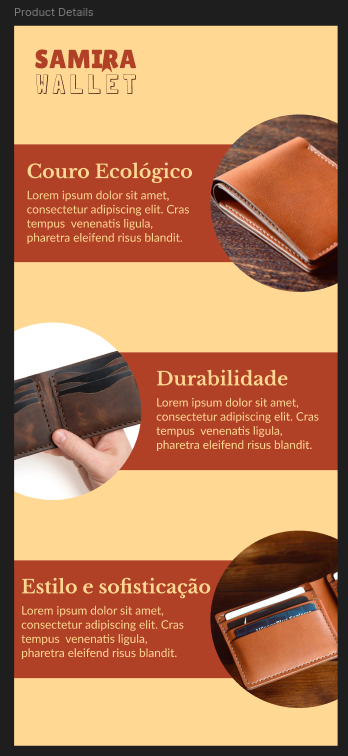 Product Details
SAMIRA
WALLET
Couro Ecológico
Lorem ipsum dolor sit amet,
consectetur adipiscing elit. Cras
tempus venenatis ligula,
pharetra eleifend risus blandit.
Durabilidade
Lorem ipsum dolor sit amet,
consectetur adipiscing elit. Cras
tempus venenatis ligula,
pharetra eleifend risus blandit.
Estilo e sofisticação
Lorem ipsum dolor sit amet,
consectetur adipiscing elit. Cras
tempus venenatis ligula,
pharetra eleifend risus blandit.